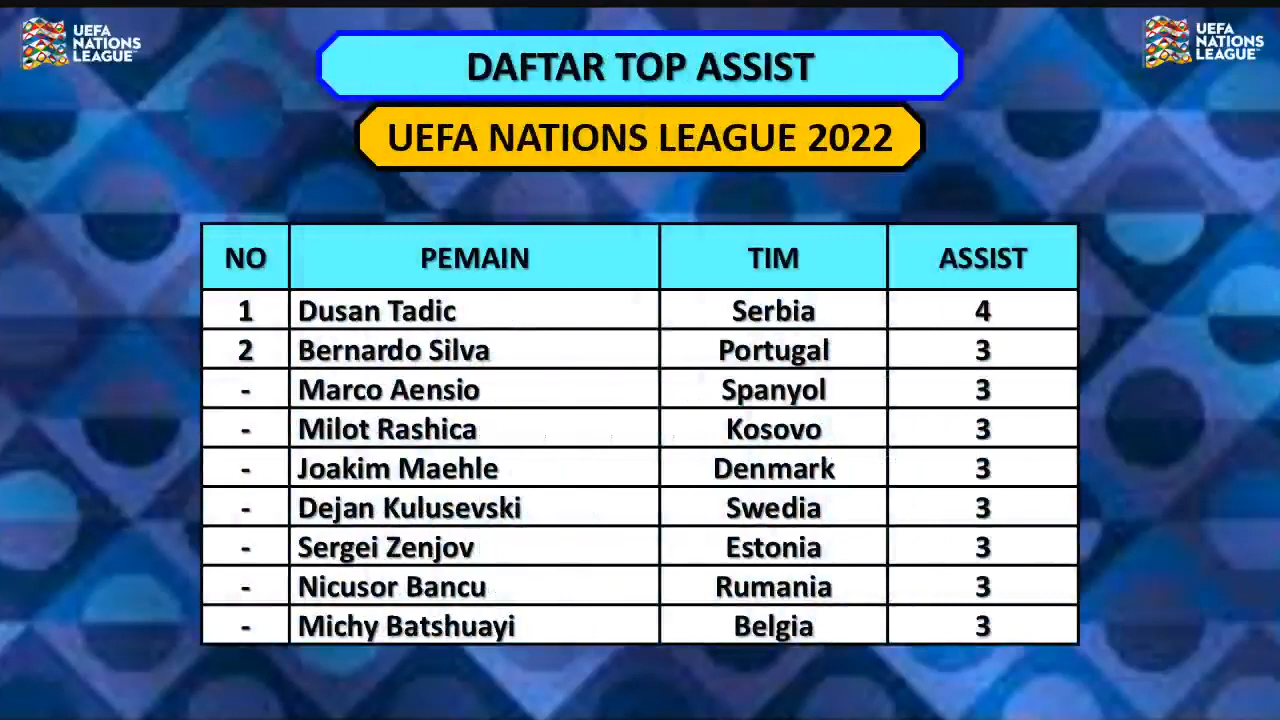 UEFA
NATIONS
LEAGUE
UEFA
NATIONS
LEAGUE
DAFTAR TOP ASSIST
UEFA NATIONS LEAGUE 2022
NO PEMAIN TIM ASSIST
1 Dusan Tadic Serbia 4
2 Bernardo Silva Portugal 3
- Marco Aensio Spanyol 3
- Milot Rashica Kosovo 3
- Joakim Maehle Denmark 3
- Dejan Kulusevski Swedia 3
- Sergei Zenjov Estonia 3
- Nicusor Bancu Rumania 3
- Michy Batshuayi Belgia 3